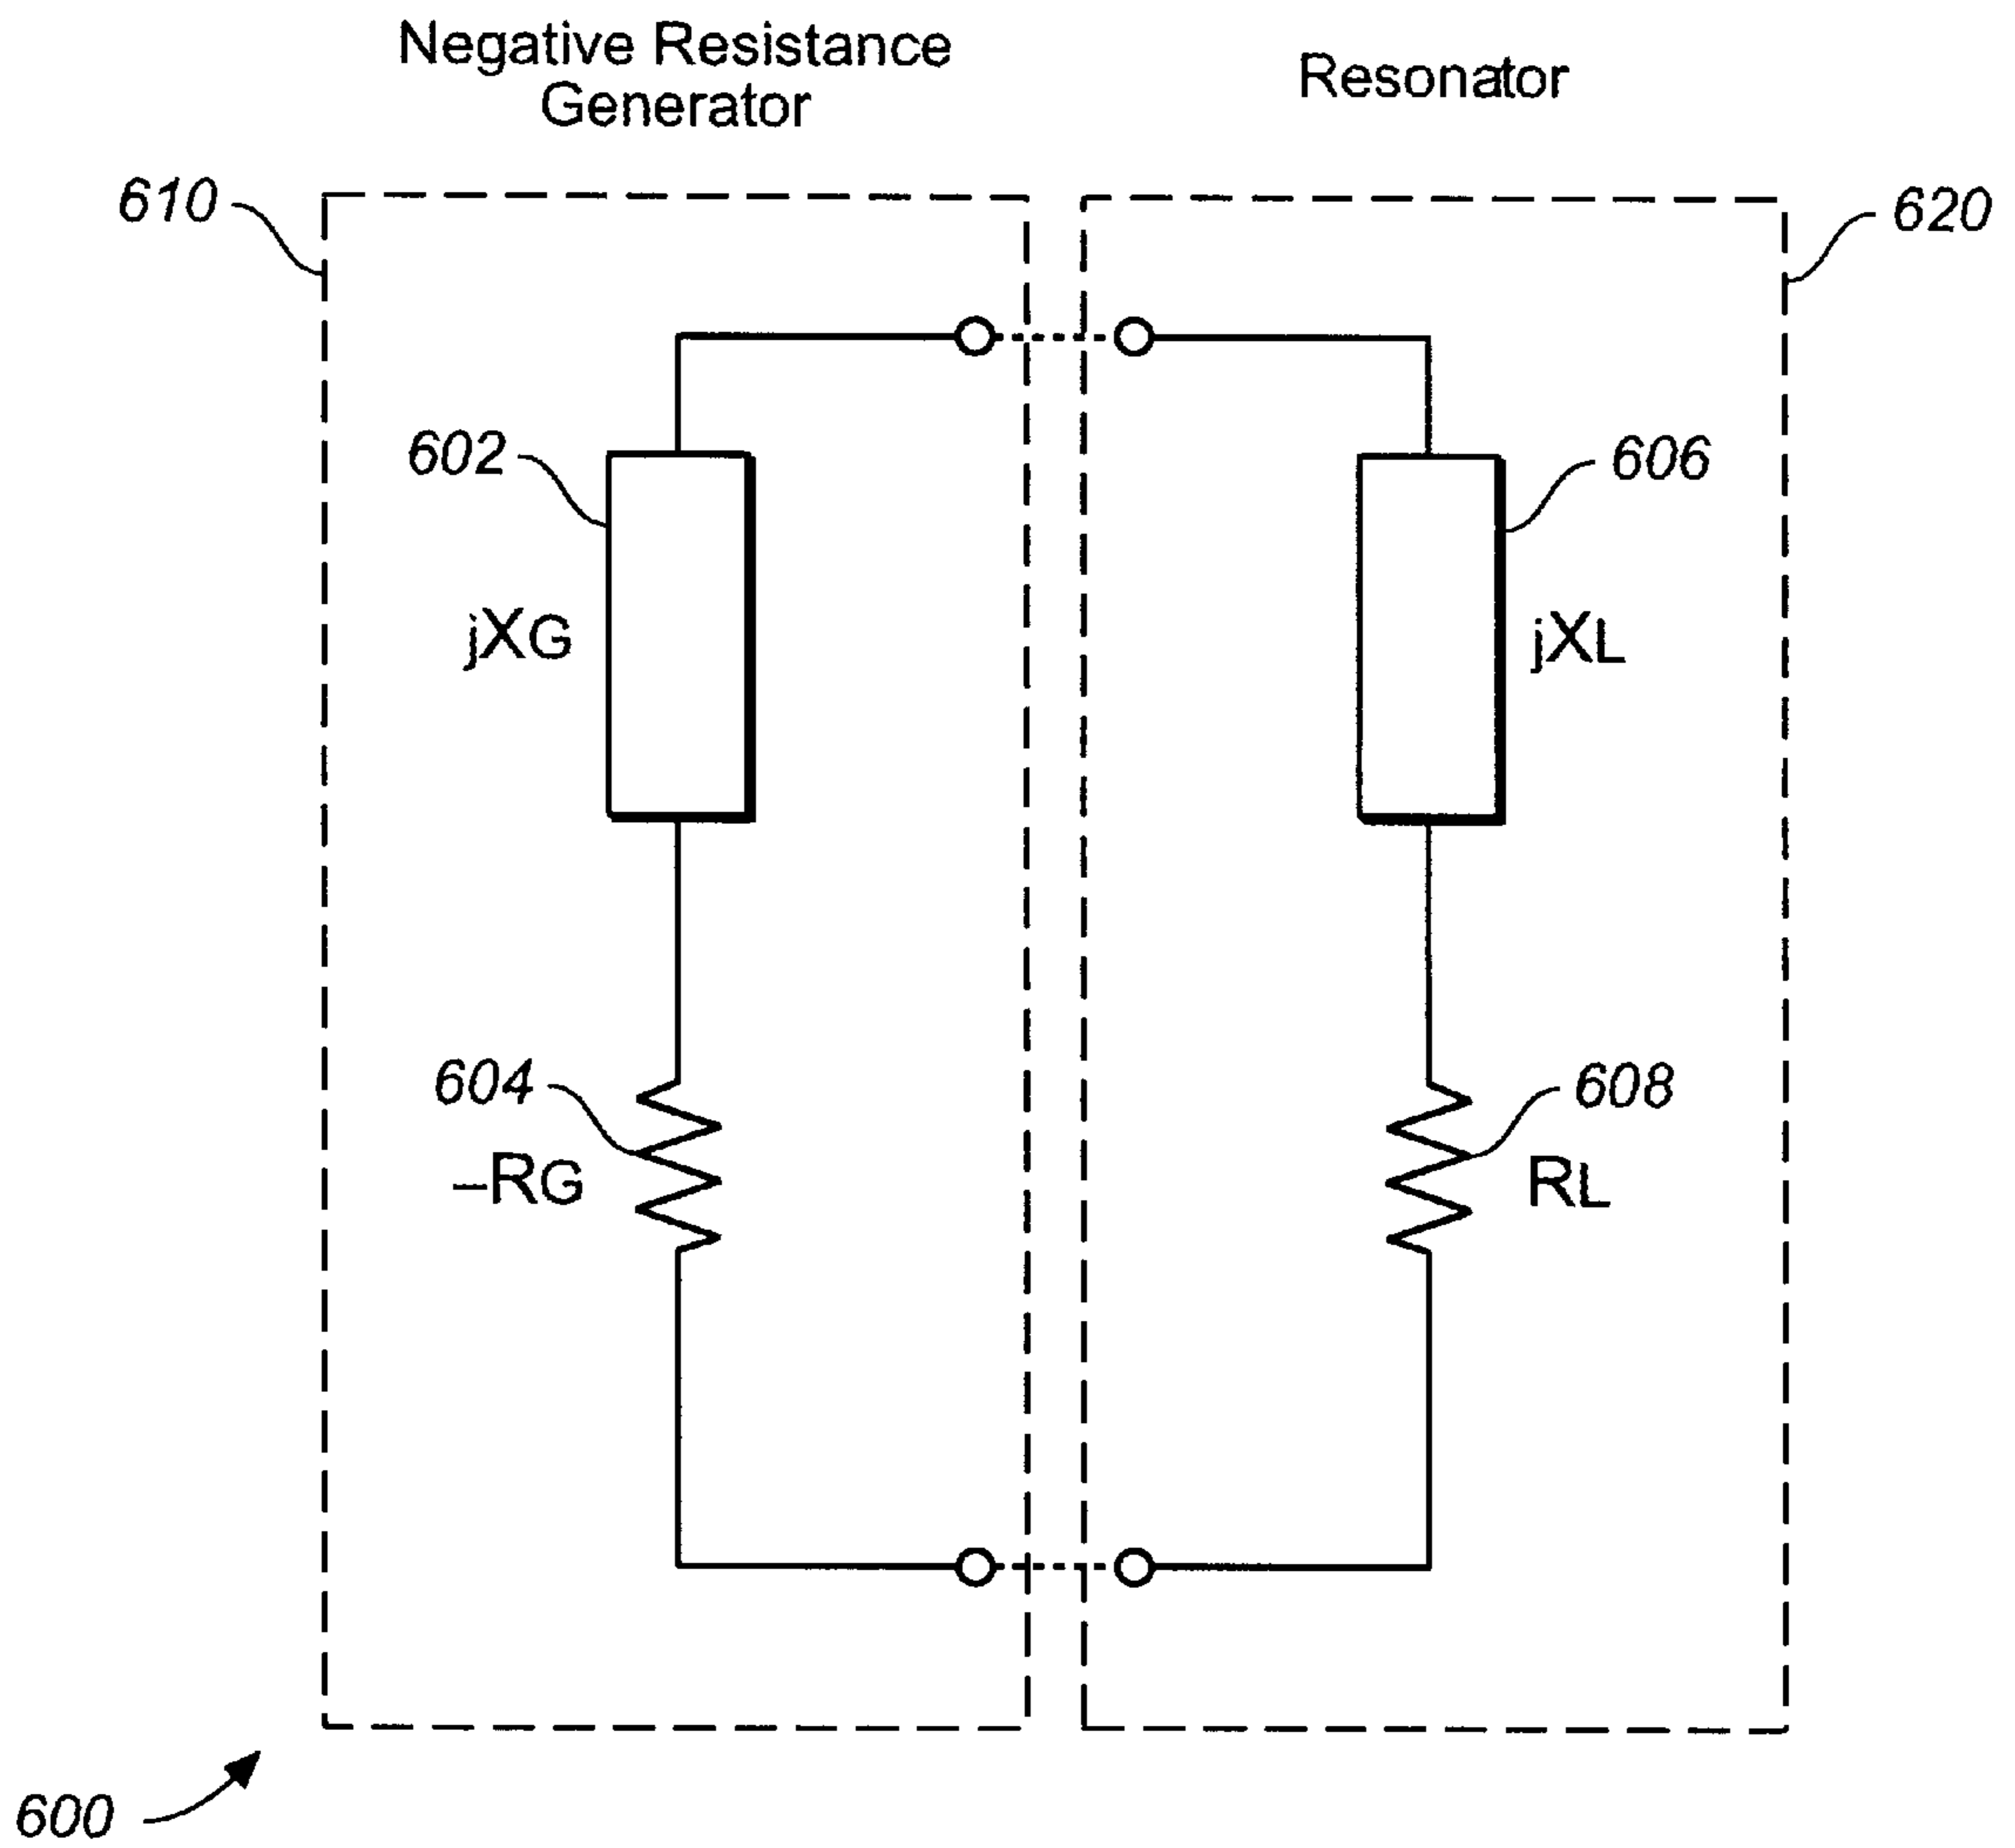 Negative Resistance
Generator
Resonator
610
620
602
606
jXG
jXL
604
608
–RG
RL
600